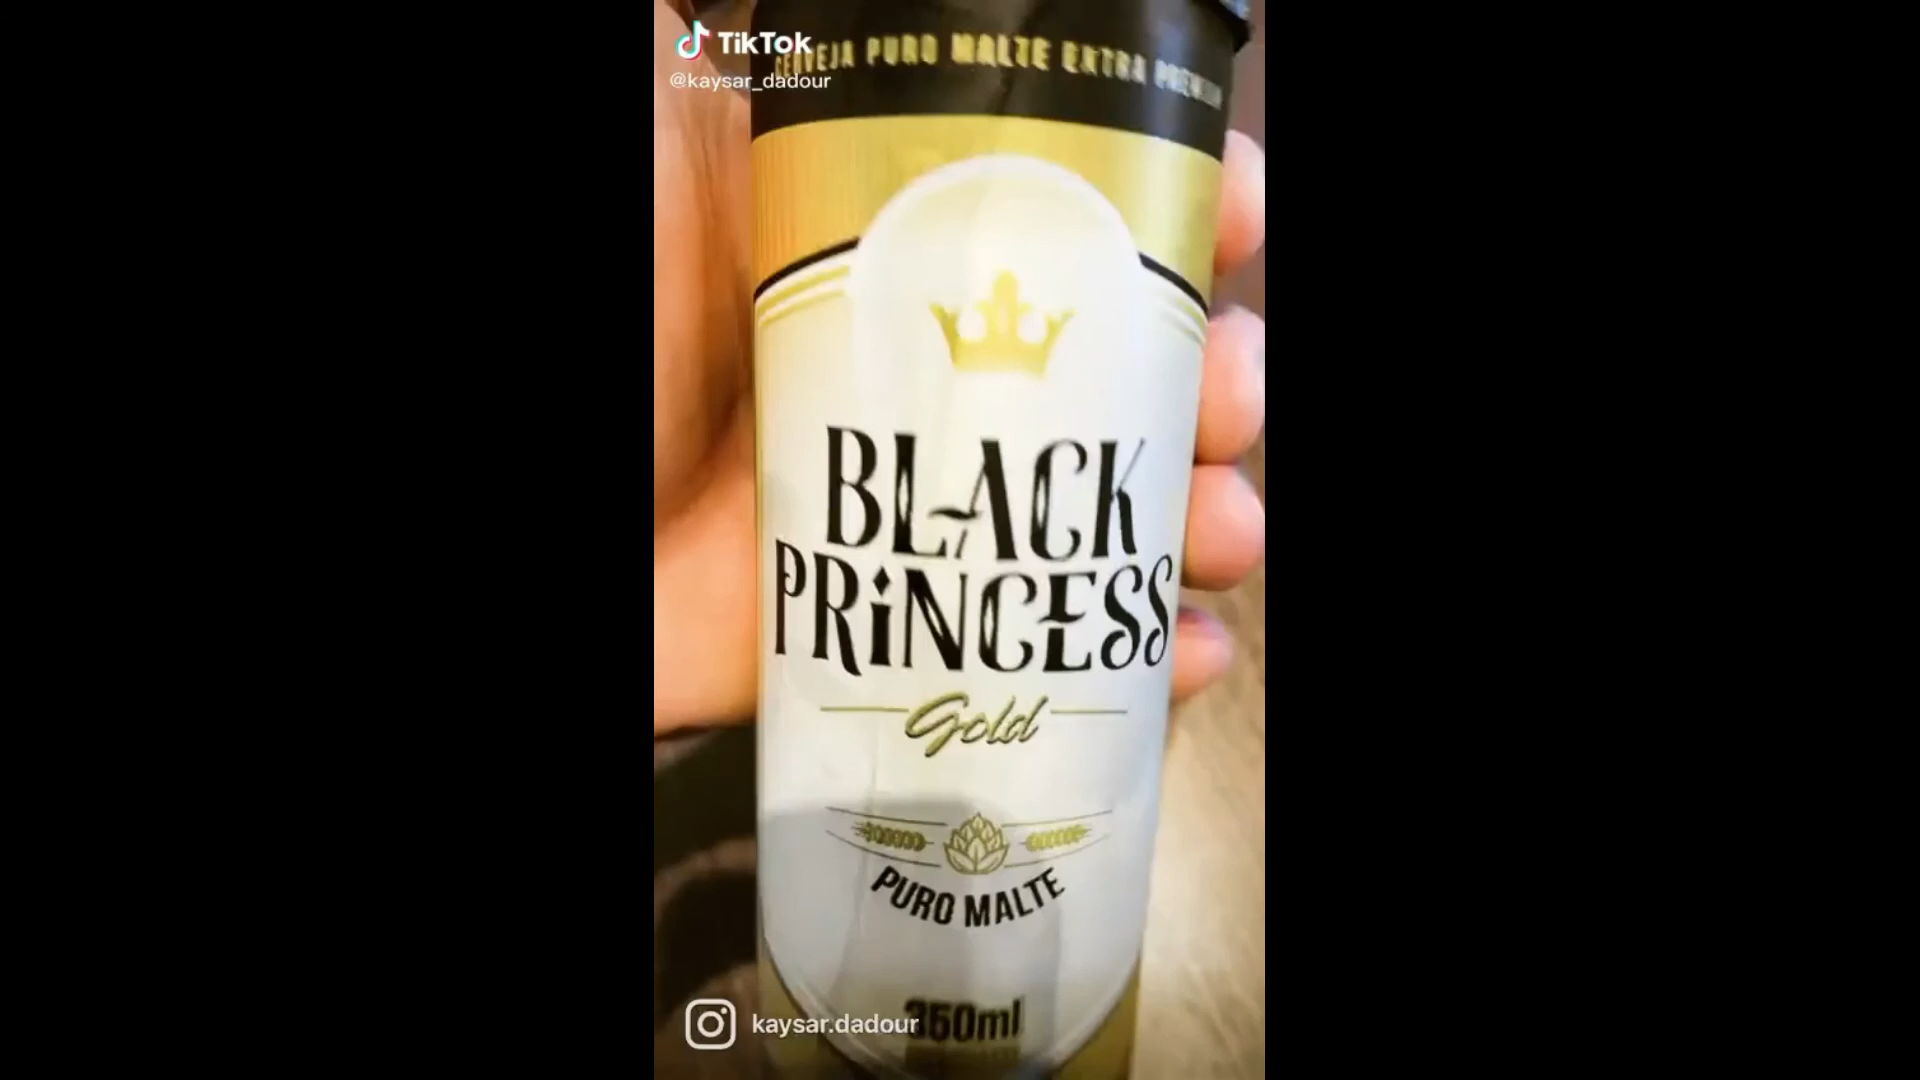 TikTok
@kaysar_dadour
CERVEJA PURO MALTE EXTRA PREMIUM
BLACK
PRiNCESS
Gold
PURO MALTE
350ml
kaysar.dadour